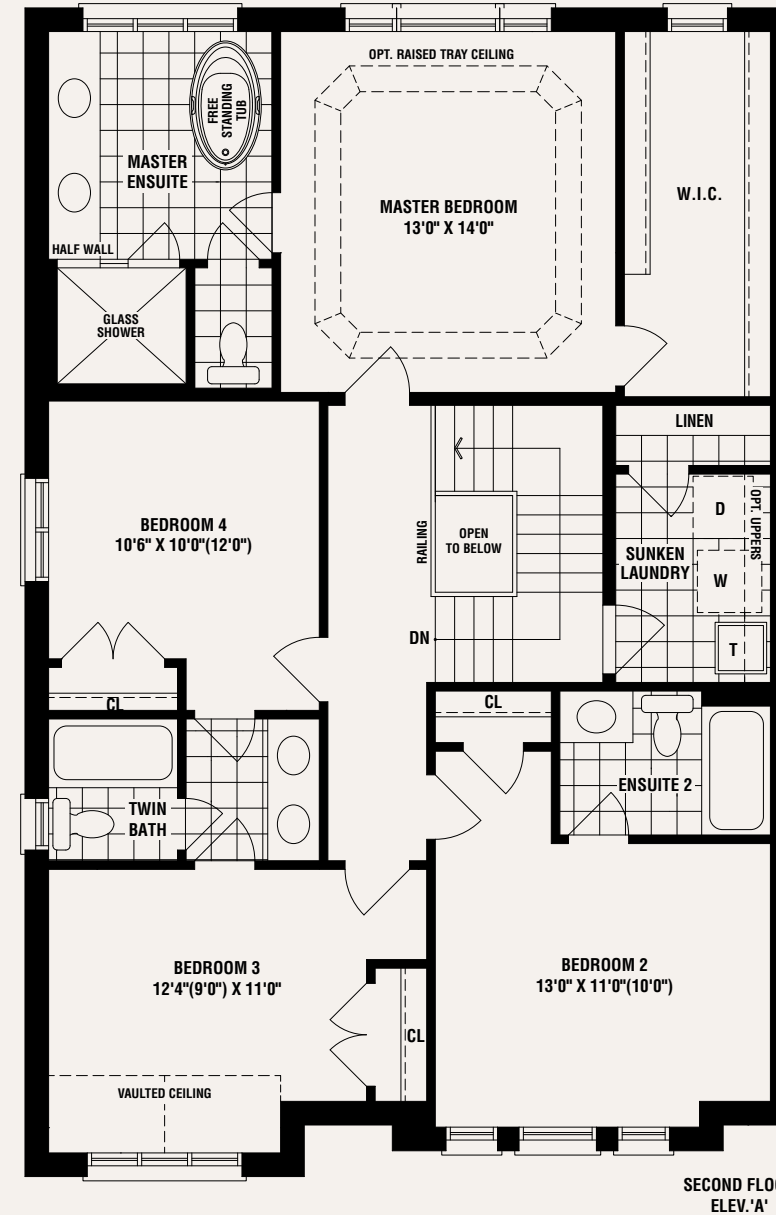 OPT. RAISED TRAY CEILING
FREE
STANDING
TUB
MASTER
ENSUITE
MASTER BEDROOM
13'0" X 14'0"
W.I.C.
HALF WALL
GLASS
SHOWER
LINEN
BEDROOM 4
10'6" X 10'0"(12'0")
RAILING
OPEN
TO BELOW
D
OPT. UPPERS
SUNKEN
LAUNDRY
W
DN
T
CL
CL
TWIN
BATH
ENSUITE 2
BEDROOM 3
12'4"(9'0") X 11'0"
BEDROOM 2
13'0" X 11'0"(10'0")
CL
VAULTED CEILING
SECOND FLO
ELEV.'A'